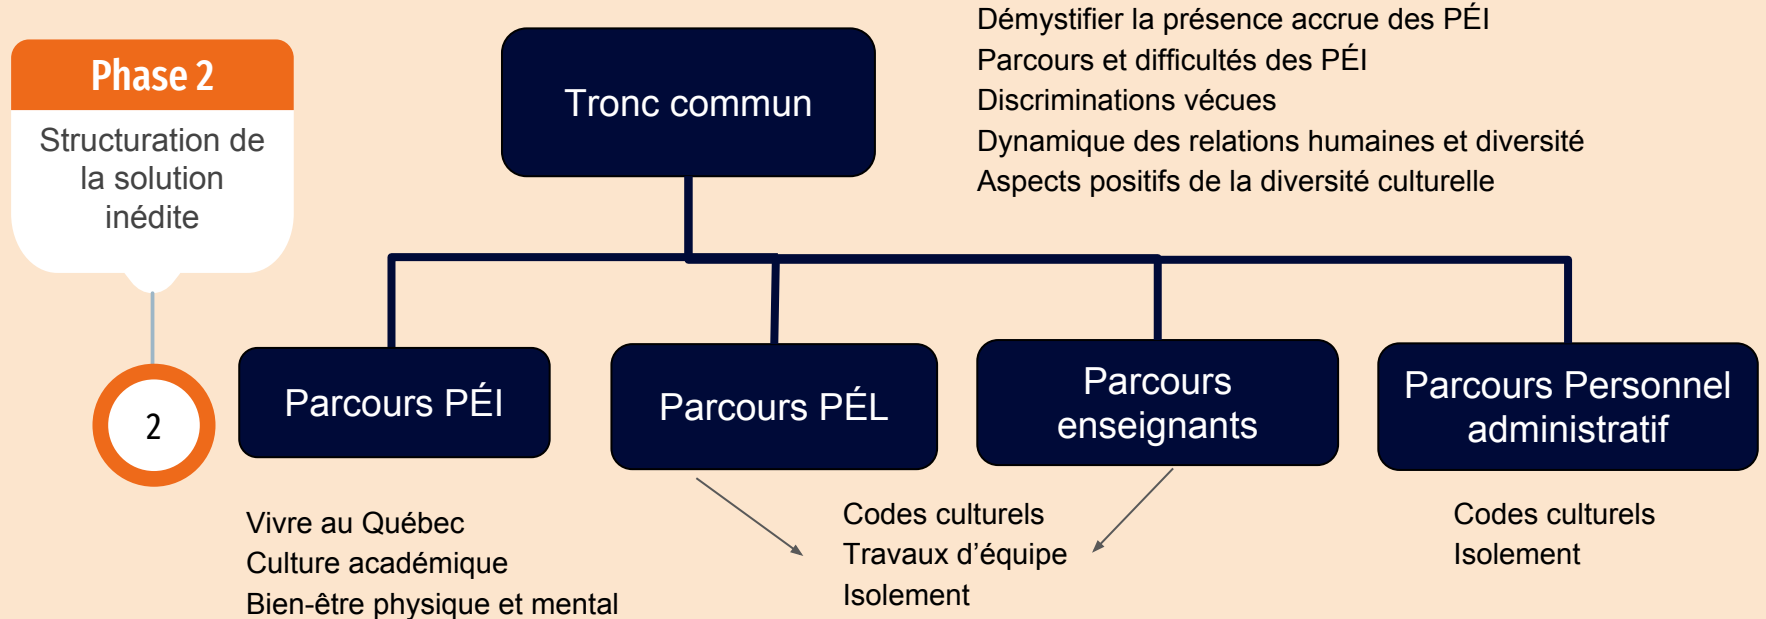 Phase 2
Structuration de
la solution
inédite
2
Tronc commun
Démystifier la présence accrue des PÉI
Parcours et difficultés des PÉI
Discriminations vécues
Dynamique des relations humaines et diversité
Aspects positifs de la diversité culturelle
Parcours PÉI
Parcours PÉL
Parcours
enseignants
Parcours Personnel
administratif
Vivre au Québec
Culture académique
Bien-être physique et mental
Codes culturels
Travaux d’équipe
Isolement
Codes culturels
Isolement